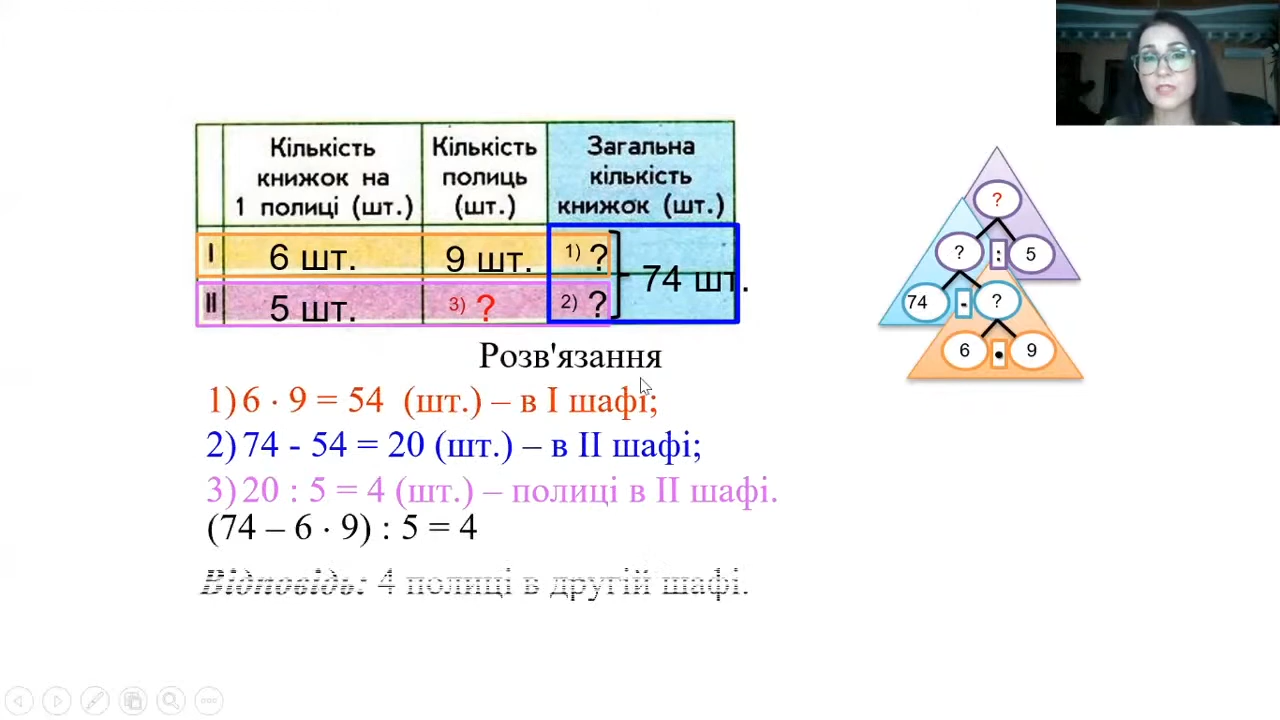 Кількість книжок на 1 полиці (шт.)
Кількість полиць (шт.)
Загальна кількість книжок (шт.)
I 6 шт. 9 шт. 1) ?
74 шт.
II 5 шт. 3) ? 2) ?
Розв'язання
1) 6 · 9 = 54 (шт.) – в І шафі;
2) 74 - 54 = 20 (шт.) – в ІІ шафі;
3) 20 : 5 = 4 (шт.) – полиці в ІІ шафі.
(74 – 6 · 9) : 5 = 4
Відповідь: 4 полиці в другій шафі.
?
? : 5
74 - ?
6 • 9